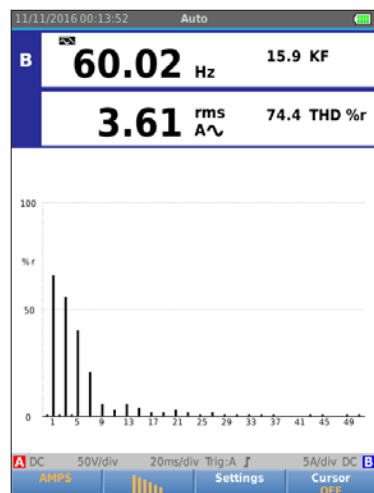 11/11/2016 00:13:52 Auto
B
60.02 Hz 15.9 KF
3.61 rms A∿ 74.4 THD %r
100
%r
50
0
1 5 9 13 17 21 25 29 33 37 41 45 49
A DC 50V/div 20ms/div Trig:A ʃ 5A/div DC B
AMPS Settings Cursor
OFF